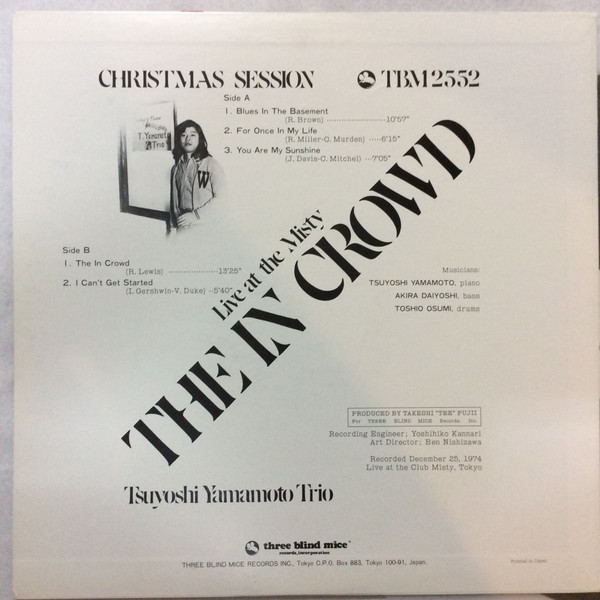 CHRISTMAS SESSION
TBM2552
T. Yamamoto
Trio
Side A
1. Blues In The Basement
(R. Brown) 10'57"
2. For Once In My Life
(R. Miller-O. Murden) 6'15"
3. You Are My Sunshine
(J. Davis-C. Mitchel) 7'05"
Side B
1. The In Crowd
(R. Lewis) 13'25"
2. I Can't Get Started
(I. Gershwin-V. Duke) 5'40"
Live at the Misty
THE IN CROWD
Musicians:
TSUYOSHI YAMAMOTO, piano
AKIRA DAIYOSHI, bass
TOSHIO OSUMI, drums
PRODUCED BY TAKESHI "TEE" FUJII
For THREE BLIND MICE Records Inc.
Recording Engineer; Yoshihiko Kannari
Art Director; Ben Nishizawa
Recorded December 25, 1974
Live at the Club Misty, Tokyo
Tsuyoshi Yamamoto Trio
three blind mice
records, incorporation
THREE BLIND MICE RECORDS INC., Tokyo C.P.O. Box 883, Tokyo 100-91, Japan.
Printed in Japan